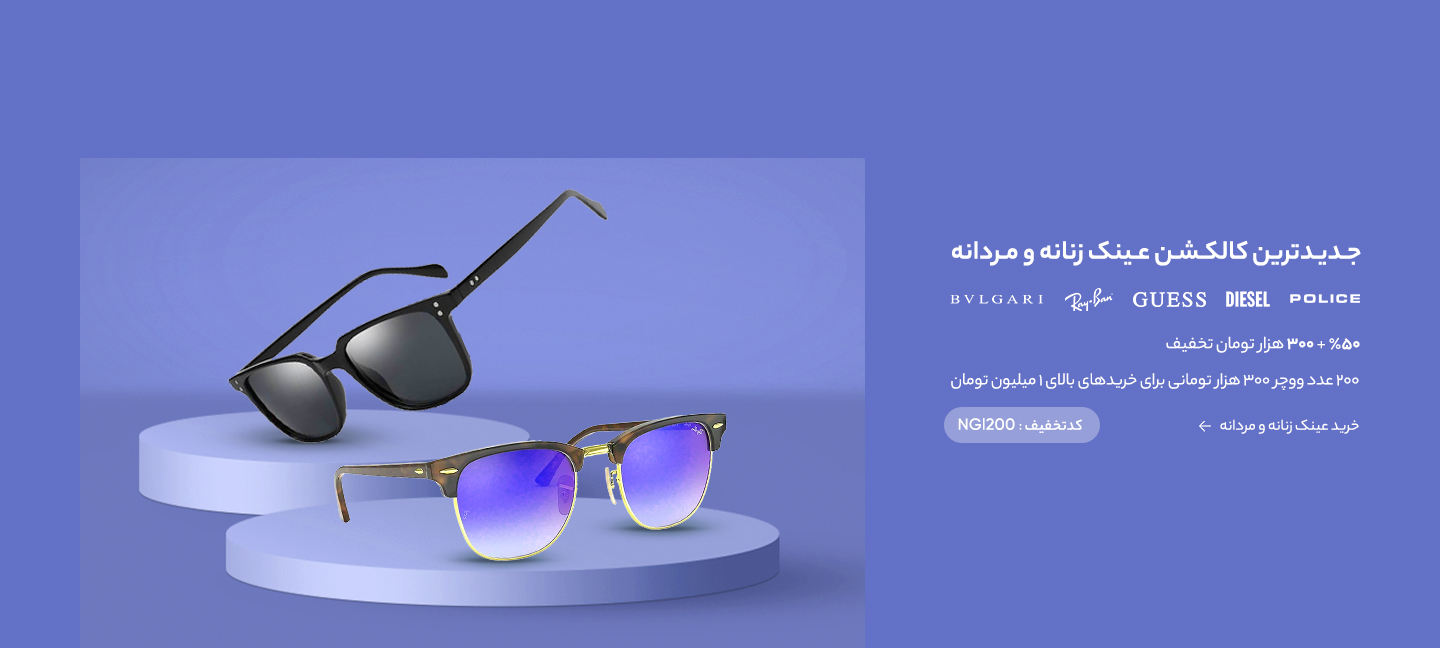 جدیدترین کالکشن عینک زنانه و مردانه
BVLGARI Ray-Ban GUESS DIESEL POLICE
%۵۰ + ۳۰۰ هزار تومان تخفیف
۲۰۰ عدد ووچر ۳۰۰ هزار تومانی برای خریدهای بالای ۱ میلیون تومان
خرید عینک زنانه و مردانه ←
کدتخفیف : NGI200